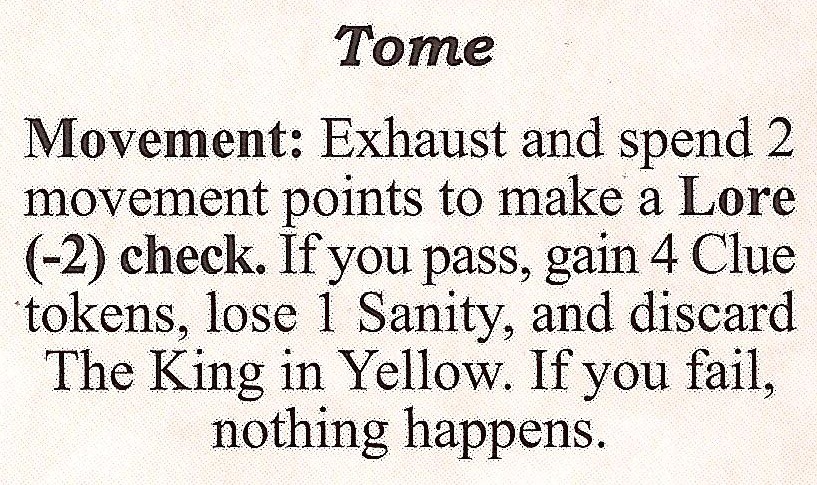 Tome
Movement: Exhaust and spend 2
movement points to make a Lore
(-2) check. If you pass, gain 4 Clue
tokens, lose 1 Sanity, and discard
The King in Yellow. If you fail,
nothing happens.